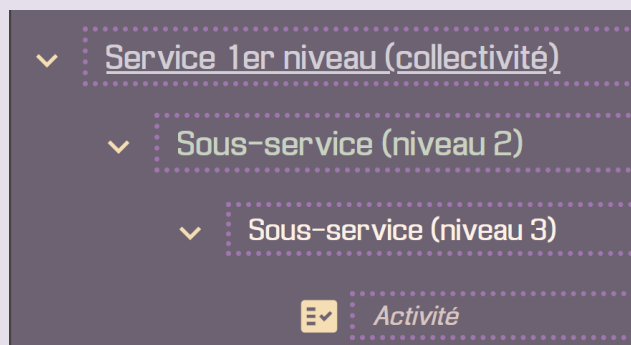 Service 1er niveau (collectivité)
Sous-service (niveau 2)
Sous-service (niveau 3)
Activité